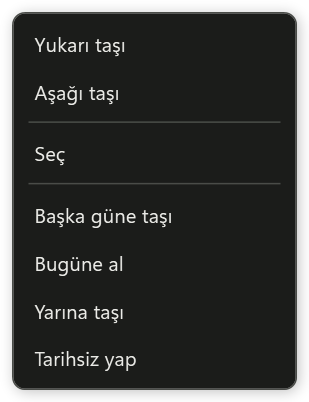 Yukarı taşı
Aşağı taşı
Seç
Başka güne taşı
Bugüne al
Yarına taşı
Tarihsiz yap